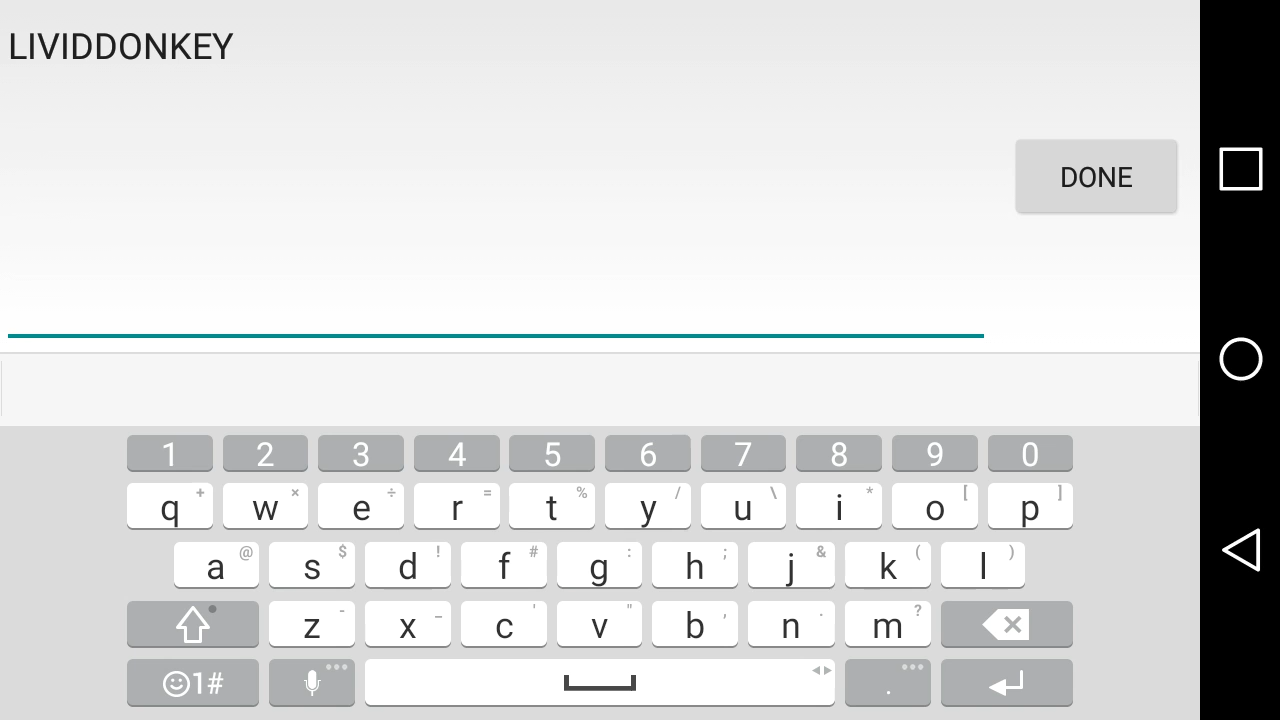 LIVIDDONKEY
DONE
1 2 3 4 5 6 7 8 9 0
q + w × e ÷ r = t % y / u \ i * o [ p ]
a @ s $ d ! f # g : h ; j & k ( l )
z - x _ c ' v " b , n . m ?
1# .